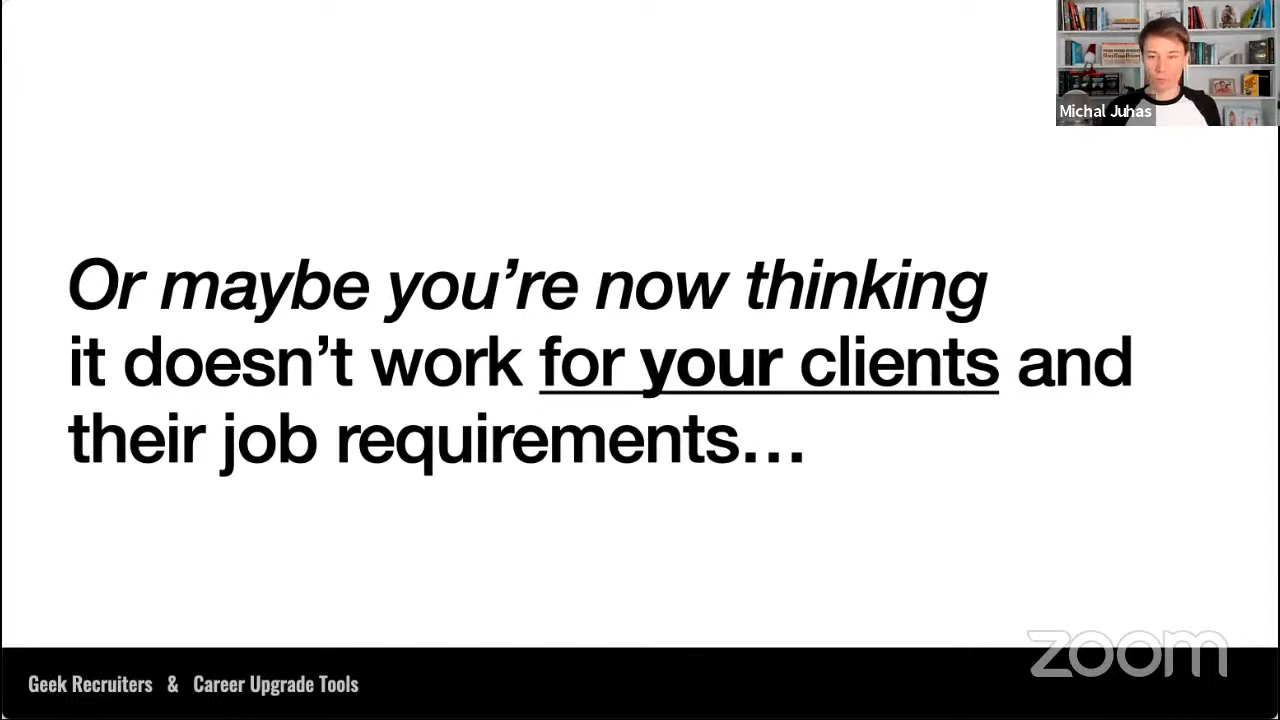 Michal Juhas
Or maybe you’re now thinking
it doesn’t work for your clients and
their job requirements…
zoom
Geek Recruiters & Career Upgrade Tools